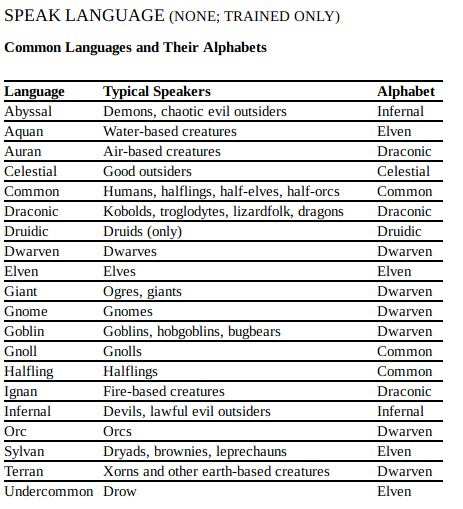 SPEAK LANGUAGE (NONE; TRAINED ONLY)
Common Languages and Their Alphabets
Language Typical Speakers Alphabet
Abyssal Demons, chaotic evil outsiders Infernal
Aquan Water-based creatures Elven
Auran Air-based creatures Draconic
Celestial Good outsiders Celestial
Common Humans, halflings, half-elves, half-orcs Common
Draconic Kobolds, troglodytes, lizardfolk, dragons Draconic
Druidic Druids (only) Druidic
Dwarven Dwarves Dwarven
Elven Elves Elven
Giant Ogres, giants Dwarven
Gnome Gnomes Dwarven
Goblin Goblins, hobgoblins, bugbears Dwarven
Gnoll Gnolls Common
Halfling Halflings Common
Ignan Fire-based creatures Draconic
Infernal Devils, lawful evil outsiders Infernal
Orc Orcs Dwarven
Sylvan Dryads, brownies, leprechauns Elven
Terran Xorns and other earth-based creatures Dwarven
Undercommon Drow Elven